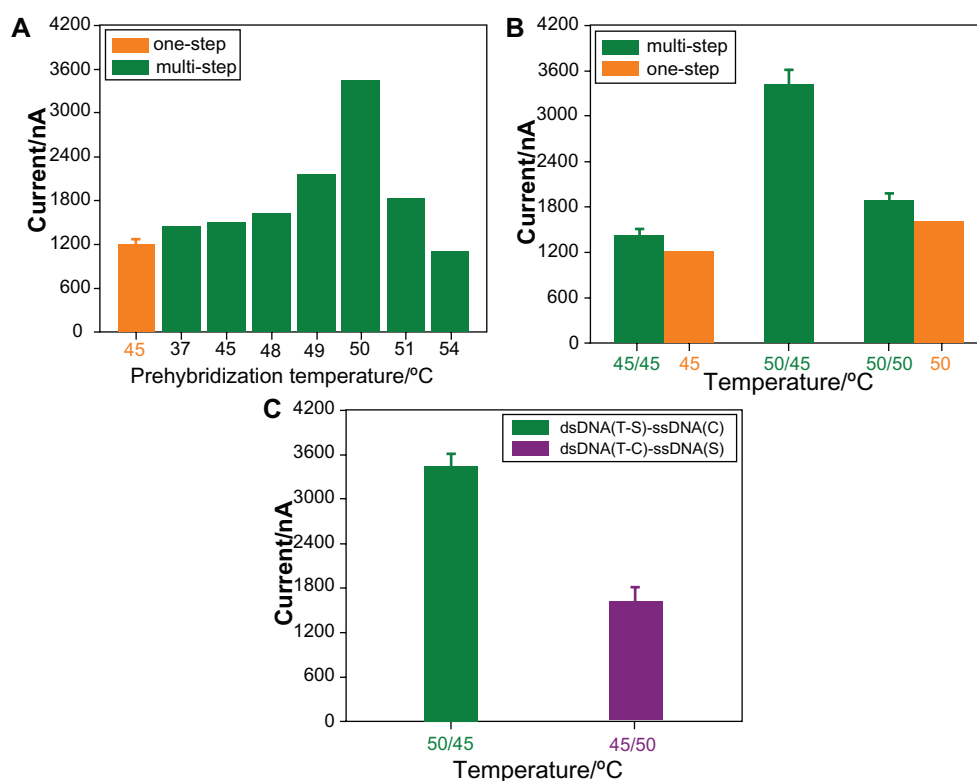 A
one-step
multi-step
Current/nA
4200
3600
3000
2400
1800
1200
600
0
45 37 45 48 49 50 51 54
Prehybridization temperature/ºC
B
multi-step
one-step
Current/nA
4200
3600
3000
2400
1800
1200
600
0
45/45 45 50/45 50/50 50
Temperature/ºC
C
dsDNA(T-S)-ssDNA(C)
dsDNA(T-C)-ssDNA(S)
Current/nA
4200
3600
3000
2400
1800
1200
600
0
50/45 45/50
Temperature/ºC